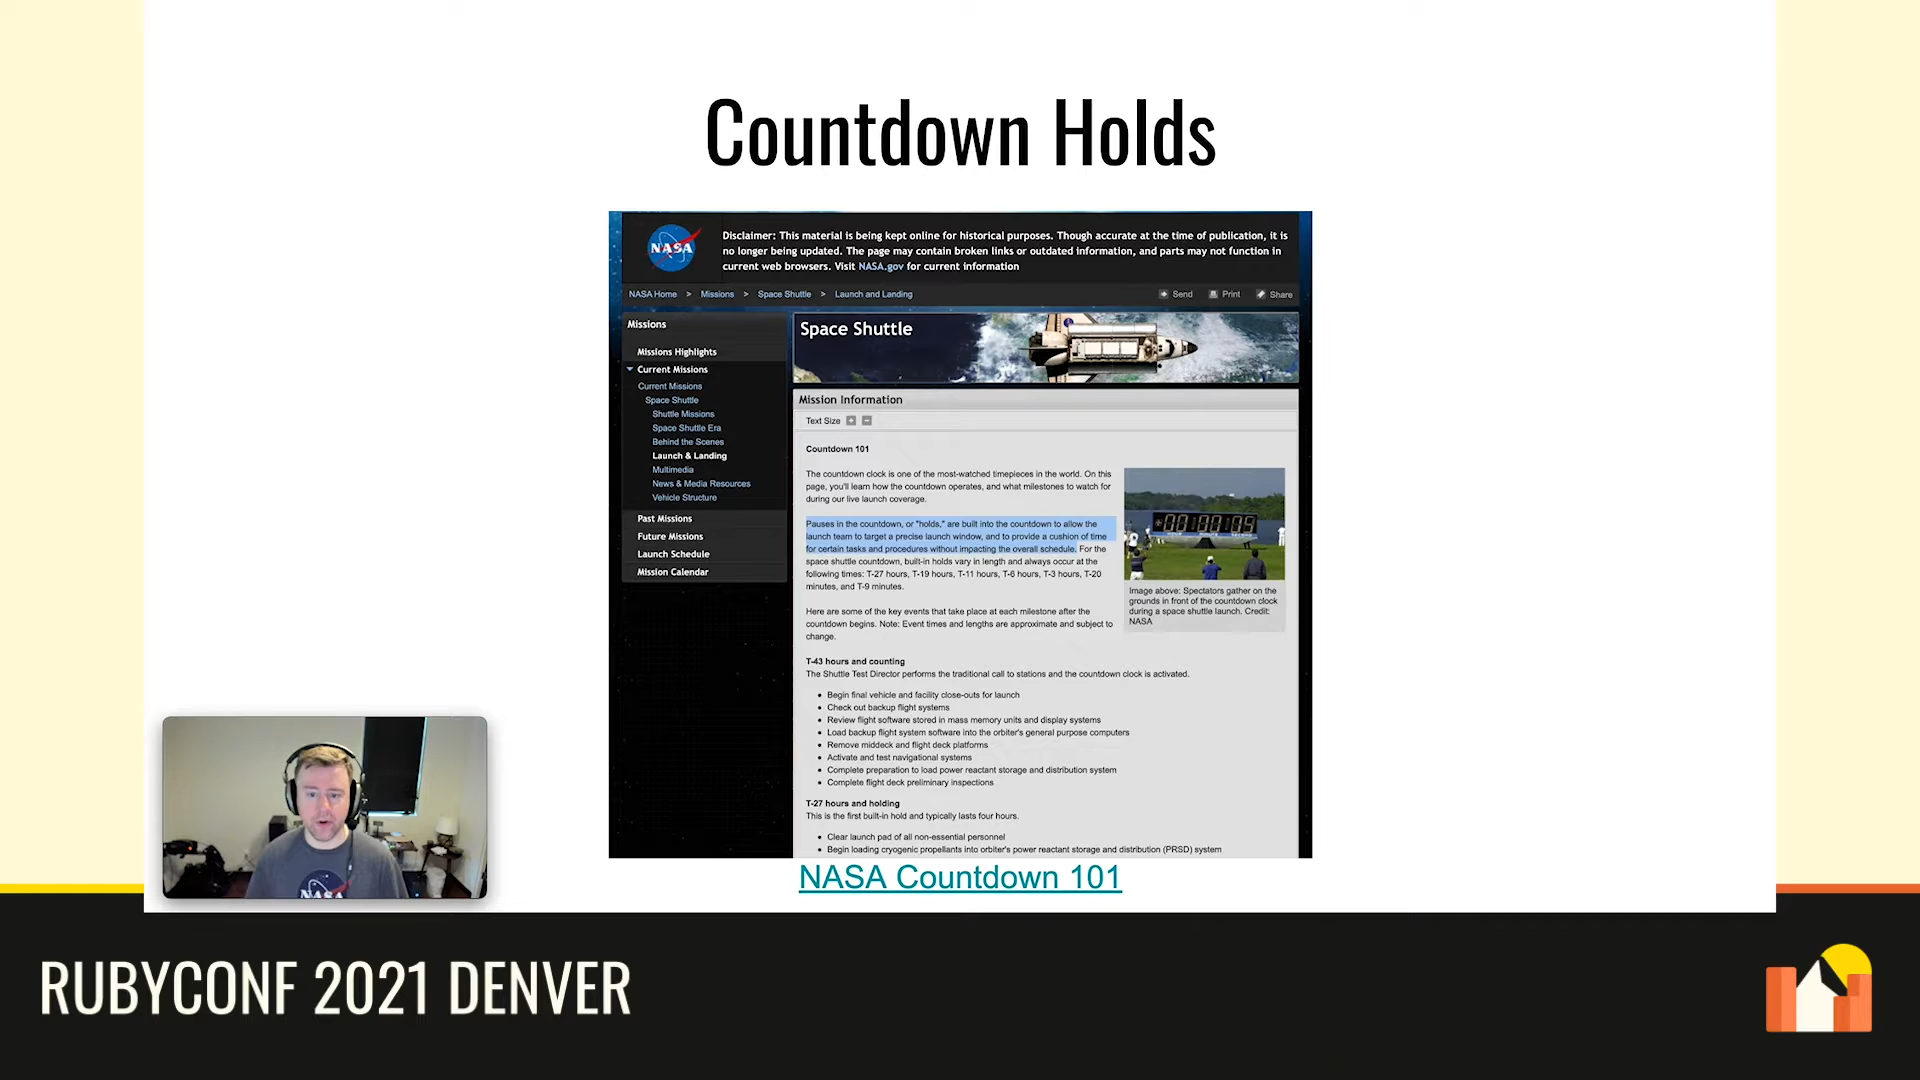 Countdown Holds
NASA
Disclaimer: This material is being kept online for historical purposes. Though accurate at the time of publication, it is
no longer being updated. The page may contain broken links or outdated information, and parts may not function in
current web browsers. Visit NASA.gov for current information
NASA Home > Missions > Space Shuttle > Launch and Landing
Send Print Share
Missions
Missions Highlights
Current Missions
Current Missions
Space Shuttle
Shuttle Missions
Space Shuttle Era
Behind the Scenes
Launch & Landing
Multimedia
News & Media Resources
Vehicle Structure
Past Missions
Future Missions
Launch Schedule
Mission Calendar
Space Shuttle
Mission Information
Text Size + -
Countdown 101
The countdown clock is one of the most-watched timepieces in the world. On this
page, you'll learn how the countdown operates, and what milestones to watch for
during our live launch coverage.
Pauses in the countdown, or "holds," are built into the countdown to allow the
launch team to target a precise launch window, and to provide a cushion of time
for certain tasks and procedures without impacting the overall schedule. For the
space shuttle countdown, built-in holds vary in length and always occur at the
following times: T-27 hours, T-19 hours, T-11 hours, T-6 hours, T-3 hours, T-20
minutes, and T-9 minutes.
Here are some of the key events that take place at each milestone after the
countdown begins. Note: Event times and lengths are approximate and subject to
change.
Image above: Spectators gather on the
grounds in front of the countdown clock
during a space shuttle launch. Credit:
NASA
T-43 hours and counting
The Shuttle Test Director performs the traditional call to stations and the countdown clock is activated.
• Begin final vehicle and facility close-outs for launch
• Check out backup flight systems
• Review flight software stored in mass memory units and display systems
• Load backup flight system software into the orbiter's general purpose computers
• Remove middeck and flight deck platforms
• Activate and test navigational systems
• Complete preparation to load power reactant storage and distribution system
• Complete flight deck preliminary inspections
T-27 hours and holding
This is the first built-in hold and typically lasts four hours.
• Clear launch pad of all non-essential personnel
• Begin loading cryogenic propellants into orbiter's power reactant storage and distribution (PRSD) system
NASA Countdown 101
NASA
RUBYCONF 2021 DENVER